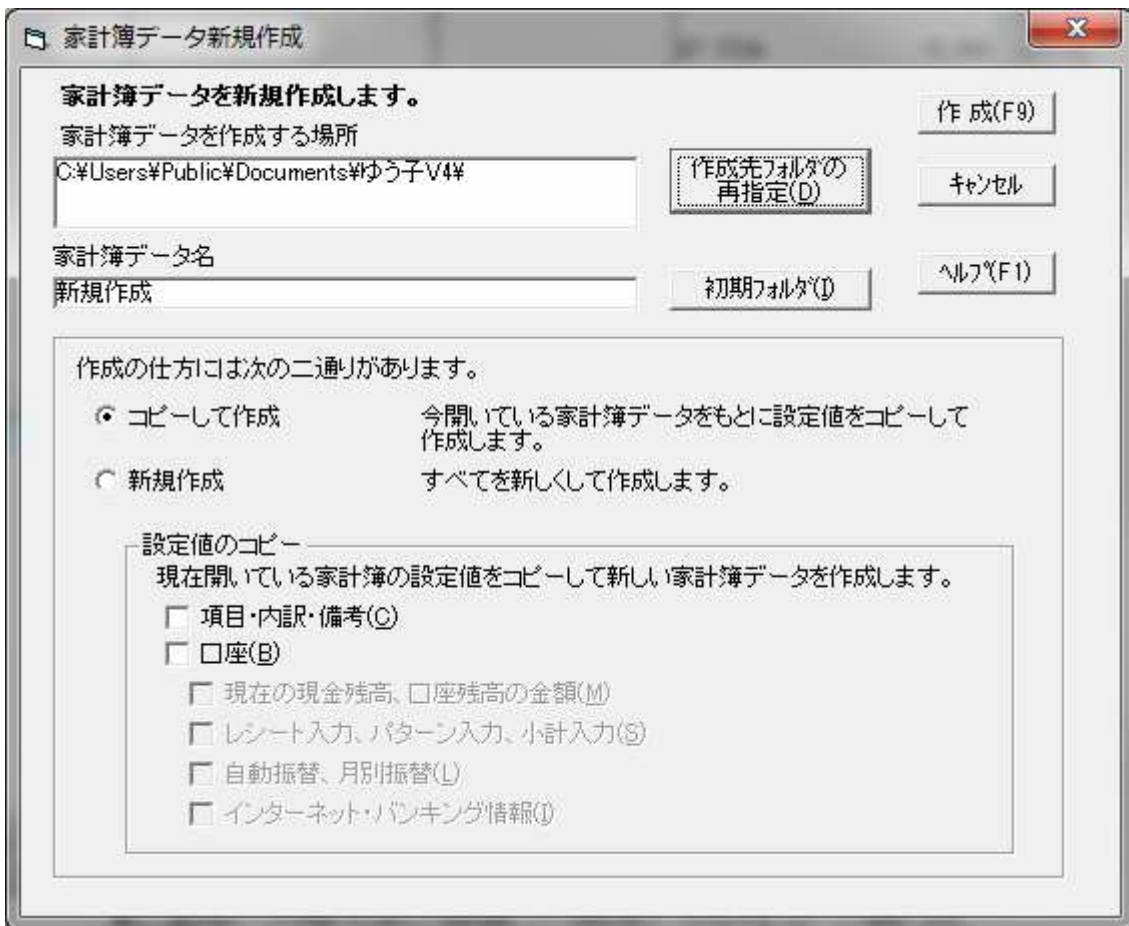 家計簿データ新規作成
家計簿データを新規作成します。
作 成(F9)
家計簿データを作成する場所
C:¥Users¥Public¥Documents¥ゆう子V4¥
作成先フォルダの
再指定(D)
キャンセル
家計簿データ名
新規作成
初期フォルダ(I)
ヘルプ(F1)
作成の仕方には次の二通りがあります。
コピーして作成
今開いている家計簿データをもとに設定値をコピーして
作成します。
新規作成
すべてを新しくして作成します。
設定値のコピー
現在開いている家計簿の設定値をコピーして新しい家計簿データを作成します。
項目・内訳・備考(C)
口座(B)
現在の現金残高、口座残高の金額(M)
レシート入力、パターン入力、小計入力(S)
自動振替、月別振替(L)
インターネット・バンキング情報(I)